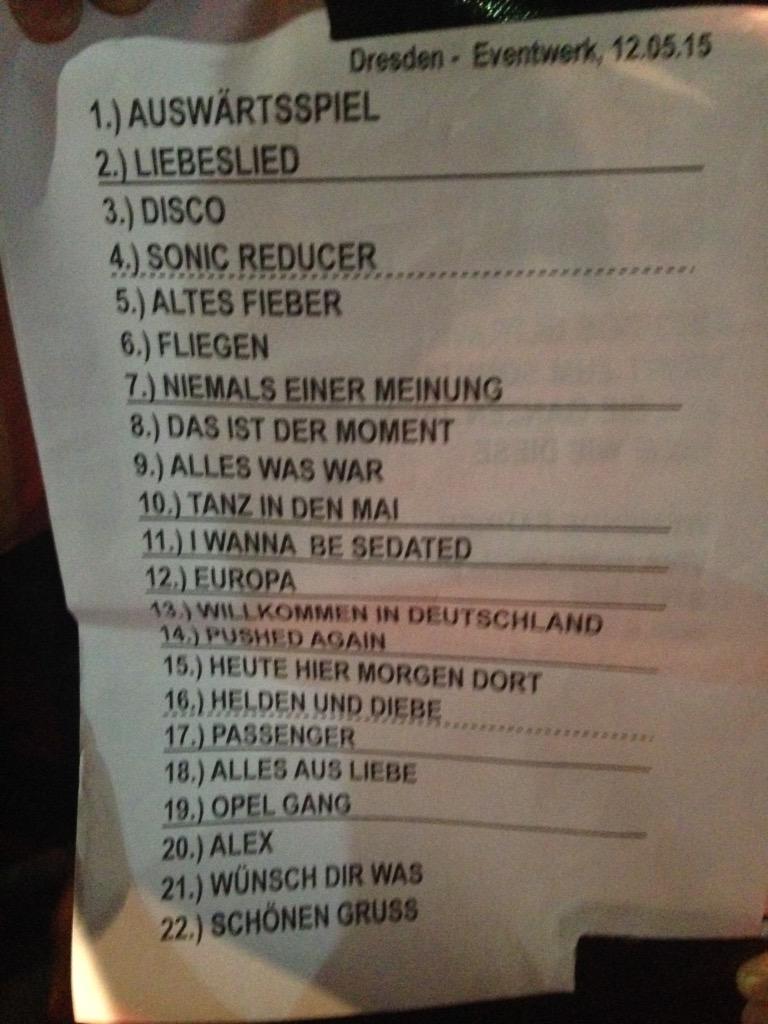 Dresden - Eventwerk, 12.05.15
1.) AUSWÄRTSSPIEL
2.) LIEBESLIED
3.) DISCO
4.) SONIC REDUCER
5.) ALTES FIEBER
6.) FLIEGEN
7.) NIEMALS EINER MEINUNG
8.) DAS IST DER MOMENT
9.) ALLES WAS WAR
10.) TANZ IN DEN MAI
11.) I WANNA BE SEDATED
12.) EUROPA
13.) WILLKOMMEN IN DEUTSCHLAND
14.) PUSHED AGAIN
15.) HEUTE HIER MORGEN DORT
16.) HELDEN UND DIEBE
17.) PASSENGER
18.) ALLES AUS LIEBE
19.) OPEL GANG
20.) ALEX
21.) WÜNSCH DIR WAS
22.) SCHÖNEN GRUSS